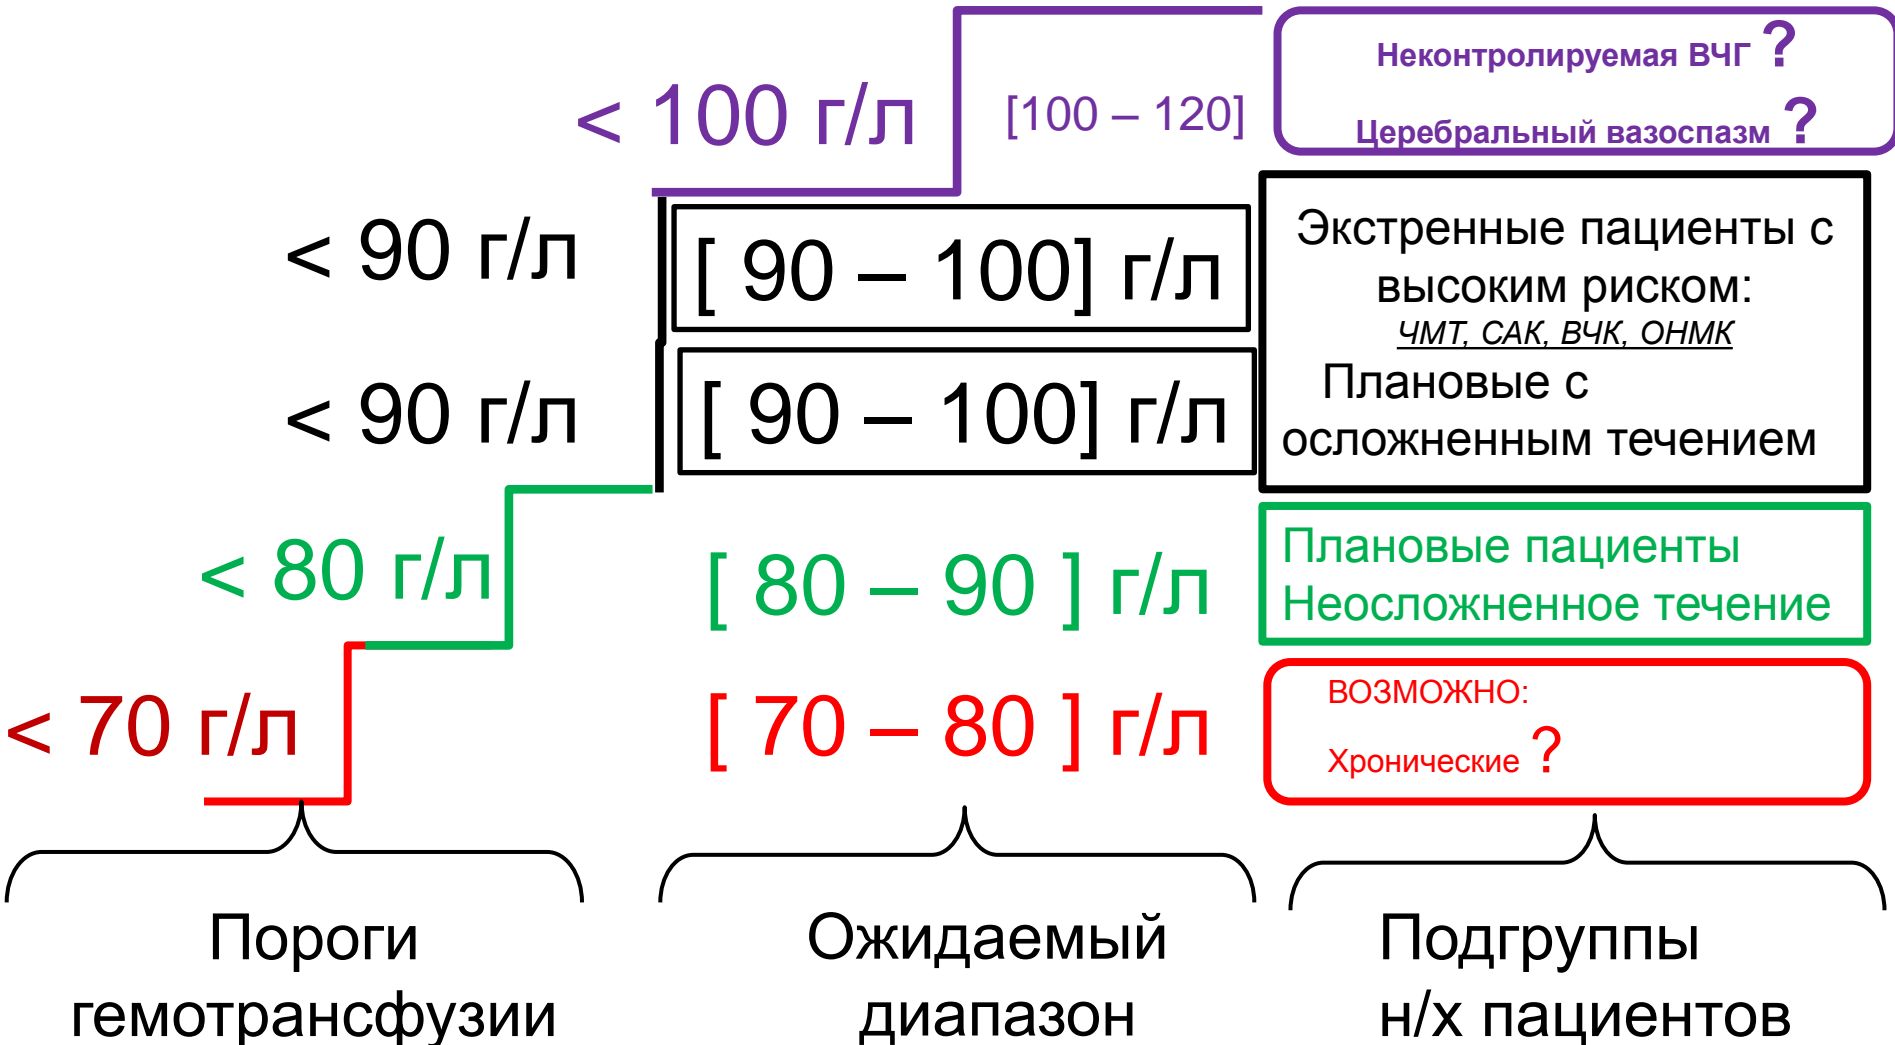 < 100 г/л
[100 – 120]
Неконтролируемая ВЧГ ?
Церебральный вазоспазм ?
< 90 г/л
[ 90 – 100] г/л
Экстренные пациенты с
высоким риском:
ЧМТ, САК, ВЧК, ОНМК
< 90 г/л
[ 90 – 100] г/л
Плановые с
осложненным течением
< 80 г/л
[ 80 – 90 ] г/л
Плановые пациенты
Неосложненное течение
< 70 г/л
[ 70 – 80 ] г/л
ВОЗМОЖНО:
Хронические ?
Пороги
гемотрансфузии
Ожидаемый
диапазон
Подгруппы
н/х пациентов